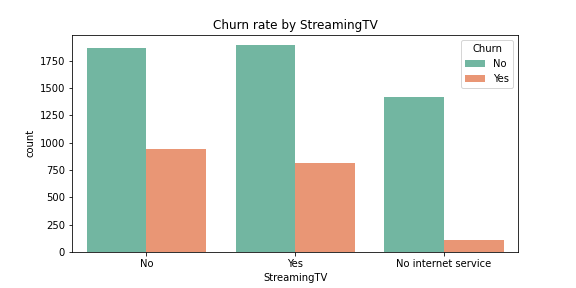 Churn rate by StreamingTV
Churn
No
Yes
count
1750
1500
1250
1000
750
500
250
0
No Yes No internet service
StreamingTV